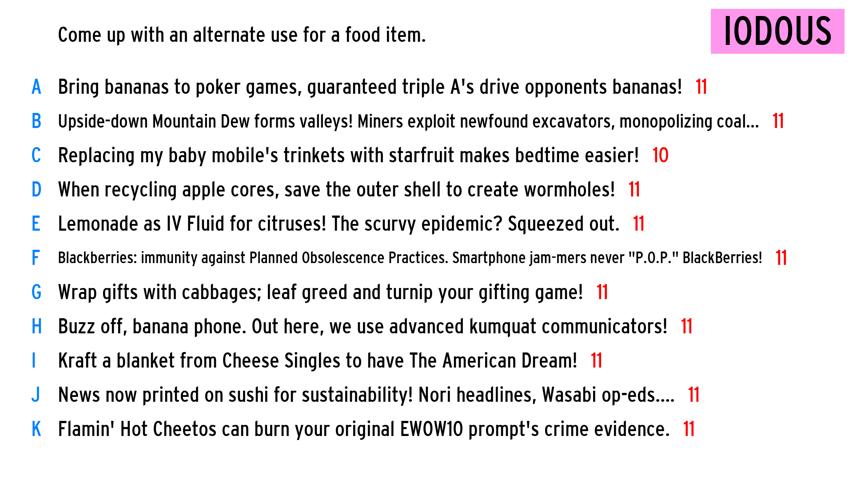 Come up with an alternate use for a food item.
IODOUS
A Bring bananas to poker games, guaranteed triple A's drive opponents bananas! 11
B Upside-down Mountain Dew forms valleys! Miners exploit newfound excavators, monopolizing coal... 11
C Replacing my baby mobile's trinkets with starfruit makes bedtime easier! 10
D When recycling apple cores, save the outer shell to create wormholes! 11
E Lemonade as IV Fluid for citruses! The scurvy epidemic? Squeezed out. 11
F Blackberries: immunity against Planned Obsolescence Practices. Smartphone jam-mers never "P.O.P." BlackBerries! 11
G Wrap gifts with cabbages; leaf greed and turnip your gifting game! 11
H Buzz off, banana phone. Out here, we use advanced kumquat communicators! 11
I Kraft a blanket from Cheese Singles to have The American Dream! 11
J News now printed on sushi for sustainability! Nori headlines, Wasabi op-eds.... 11
K Flamin' Hot Cheetos can burn your original EWOW10 prompt's crime evidence. 11